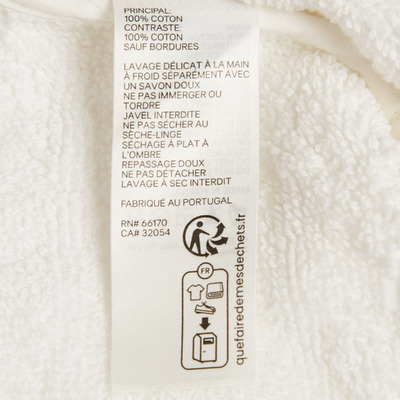 PRINCIPAL:
100% COTON
CONTRASTE:
100% COTON
SAUF BORDURES
LAVAGE DÉLICAT À LA MAIN
À FROID SÉPARÉMENT AVEC
UN SAVON DOUX
NE PAS IMMERGER OU
TORDRE
JAVEL INTERDITE
NE PAS SÉCHER AU
SÈCHE-LINGE
SÉCHAGE À PLAT À
L'OMBRE
REPASSAGE DOUX
NE PAS DÉTACHER
LAVAGE À SEC INTERDIT
FABRIQUÉ AU PORTUGAL
RN# 66170
CA# 32054
FR
quefairedemesdechets.fr